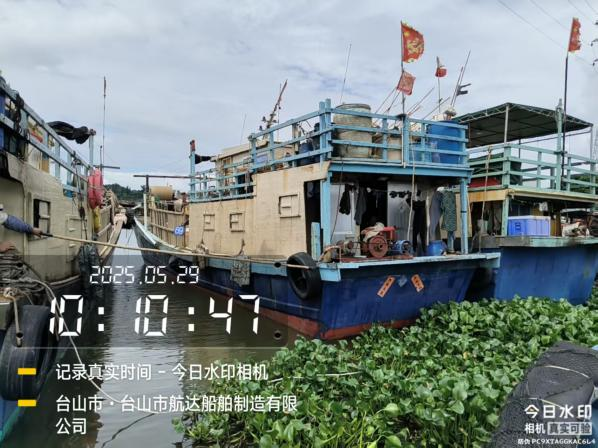 2025.05.29
10:10:47
记录真实时间 - 今日水印相机
台山市·台山市航达船舶制造有限
公司
今日水印
相机 真实可验
防伪 PC9XTAGGKAC6L4